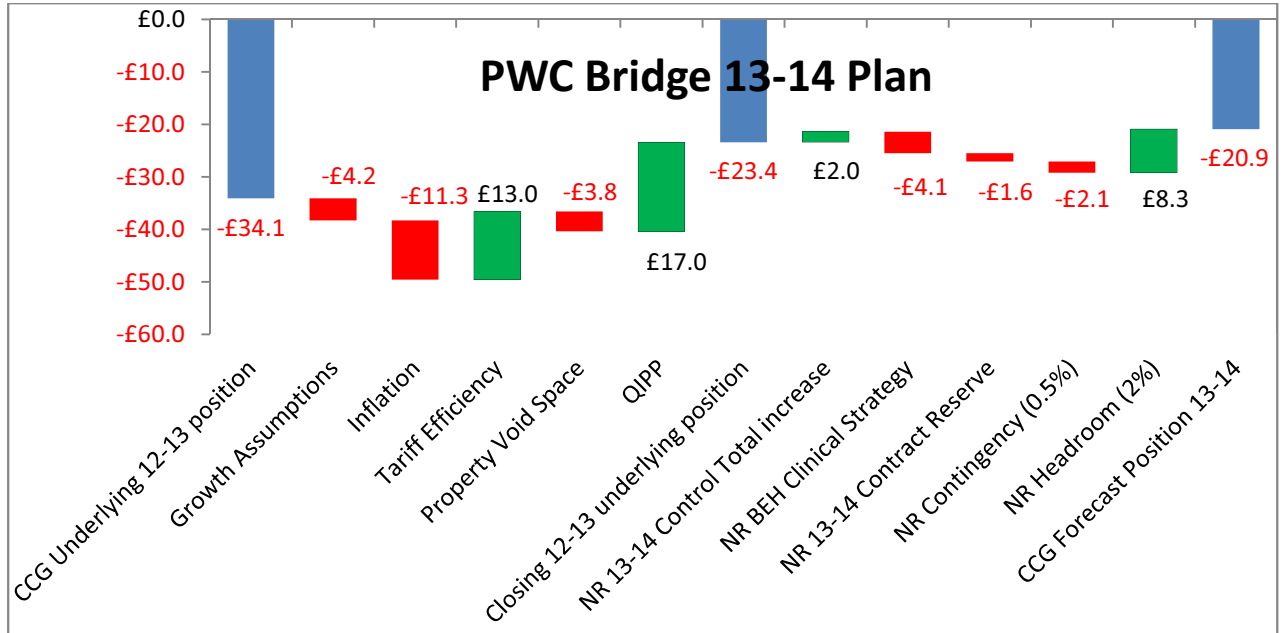 PWC Bridge 13-14 Plan
£0.0
-£10.0
-£20.0
-£30.0
-£40.0
-£50.0
-£60.0
-£34.1
-£4.2
-£11.3
£13.0
-£3.8
£17.0
-£23.4
£2.0
-£4.1
-£1.6
-£2.1
£8.3
-£20.9
CCG Underlying 12-13 position
Growth Assumptions
Inflation
Tariff Efficiency
Property Void Space
QIPP
Closing 12-13 underlying position
NR 13-14 Control Total increase
NR BEH Clinical Strategy
NR 13-14 Contract Reserve
NR Contingency (0.5%)
NR Headroom (2%)
CCG Forecast Position 13-14